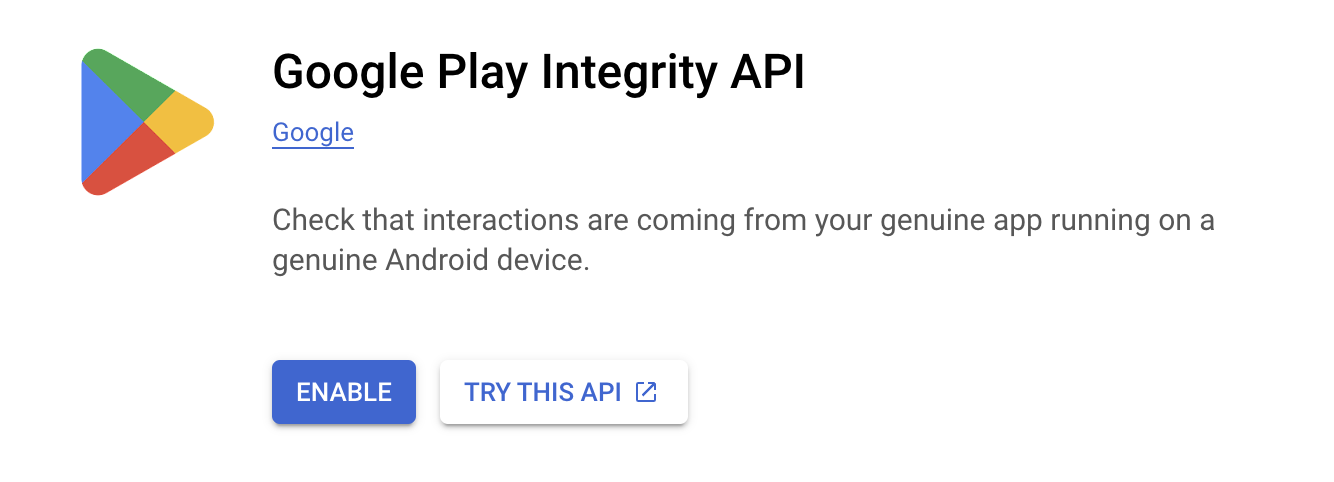 Google Play Integrity API
Google
Check that interactions are coming from your genuine app running on a
genuine Android device.
ENABLE
TRY THIS API